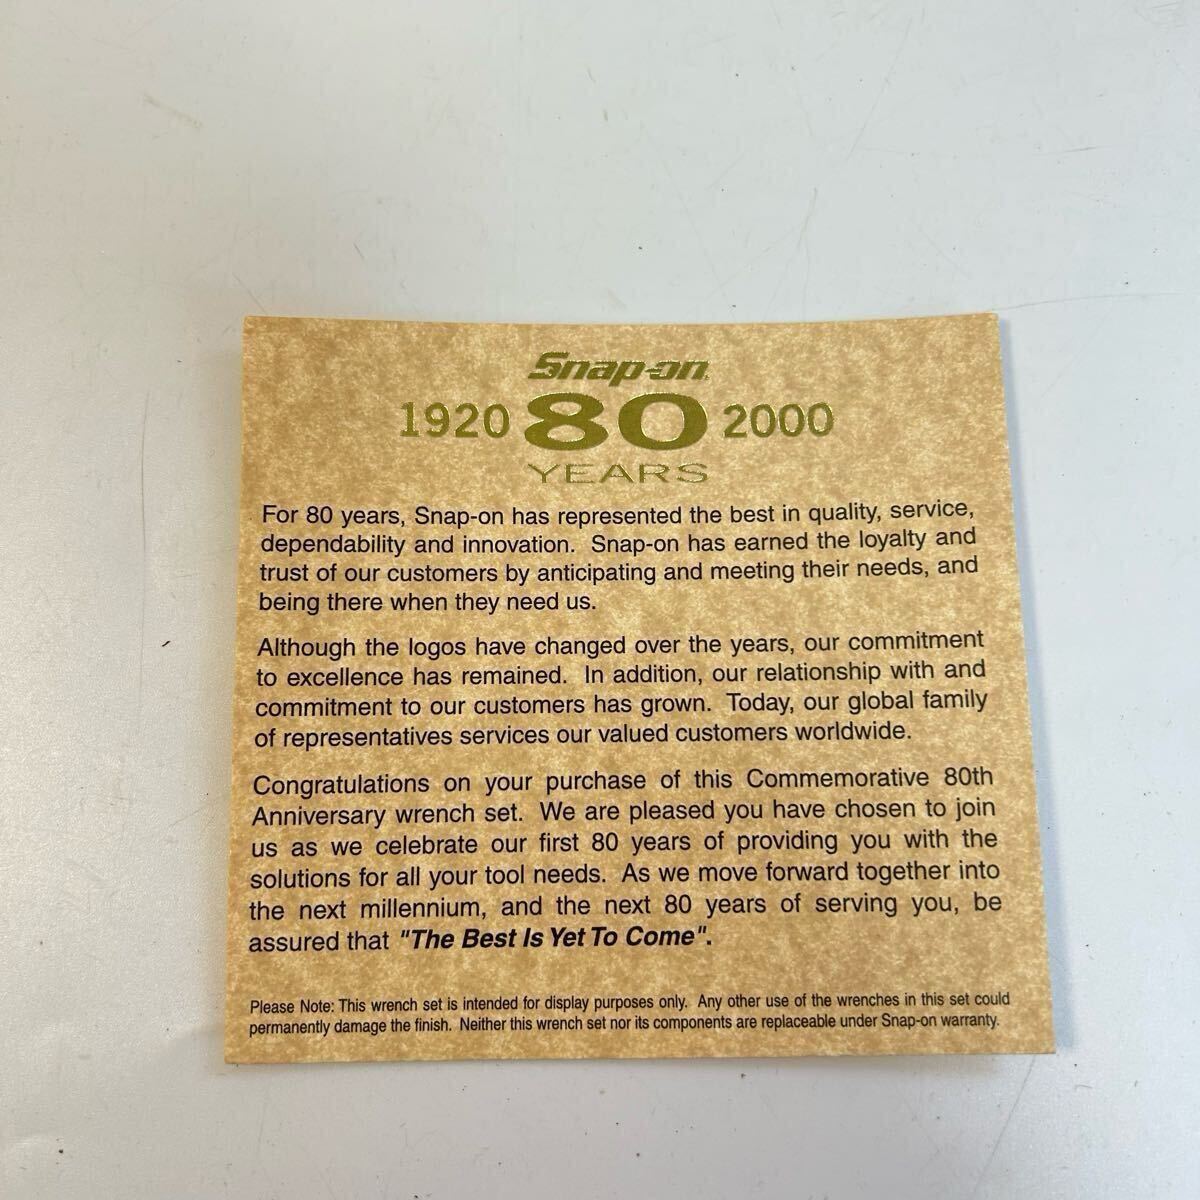 Snap-on
1920 80 2000
YEARS
For 80 years, Snap-on has represented the best in quality, service,
dependability and innovation. Snap-on has earned the loyalty and
trust of our customers by anticipating and meeting their needs, and
being there when they need us.
Although the logos have changed over the years, our commitment
to excellence has remained. In addition, our relationship with and
commitment to our customers has grown. Today, our global family
of representatives services our valued customers worldwide.
Congratulations on your purchase of this Commemorative 80th
Anniversary wrench set. We are pleased you have chosen to join
us as we celebrate our first 80 years of providing you with the
solutions for all your tool needs. As we move forward together into
the next millennium, and the next 80 years of serving you, be
assured that "The Best Is Yet To Come".
Please Note: This wrench set is intended for display purposes only. Any other use of the wrenches in this set could
permanently damage the finish. Neither this wrench set nor its components are replaceable under Snap-on warranty.